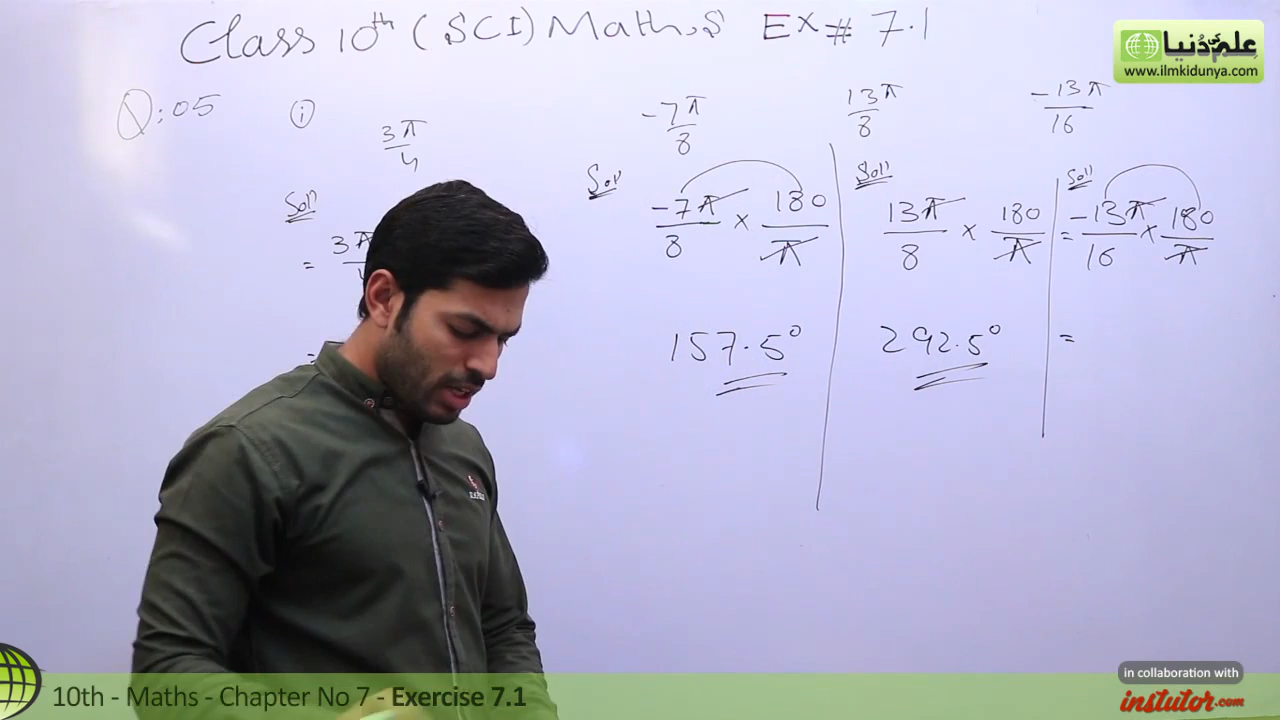 Class 10th (SCI) Maths Ex# 7.1
علم کی دنیا
www.ilmkidunya.com
Q:05 (i)
3π/4
-7π/8
13π/8
-13π/16
Sol
= 3π
Sol
-7π/8 × 180/π
157.5°
Sol
13π/8 × 180/π
292.5°
Sol
= -13π/16 × 180/π
=
10th - Maths - Chapter No 7 - Exercise 7.1
in collaboration with
instutor.com